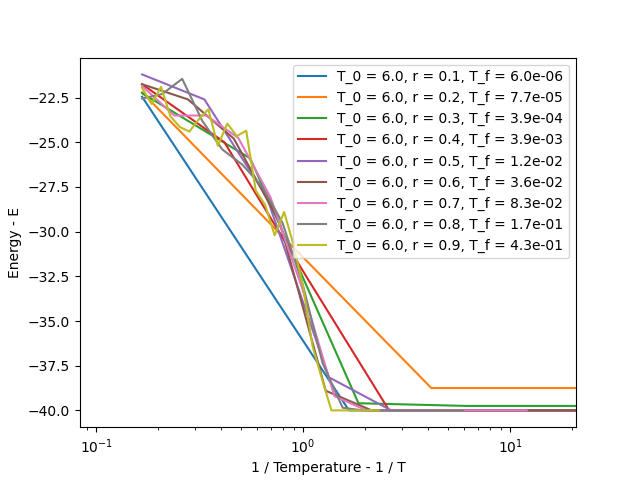 T_0 = 6.0, r = 0.1, T_f = 6.0e-06
T_0 = 6.0, r = 0.2, T_f = 7.7e-05
T_0 = 6.0, r = 0.3, T_f = 3.9e-04
T_0 = 6.0, r = 0.4, T_f = 3.9e-03
T_0 = 6.0, r = 0.5, T_f = 1.2e-02
T_0 = 6.0, r = 0.6, T_f = 3.6e-02
T_0 = 6.0, r = 0.7, T_f = 8.3e-02
T_0 = 6.0, r = 0.8, T_f = 1.7e-01
T_0 = 6.0, r = 0.9, T_f = 4.3e-01
Energy - E
−22.5
−25.0
−27.5
−30.0
−32.5
−35.0
−37.5
−40.0
10⁻¹ 10⁰ 10¹
1 / Temperature - 1 / T